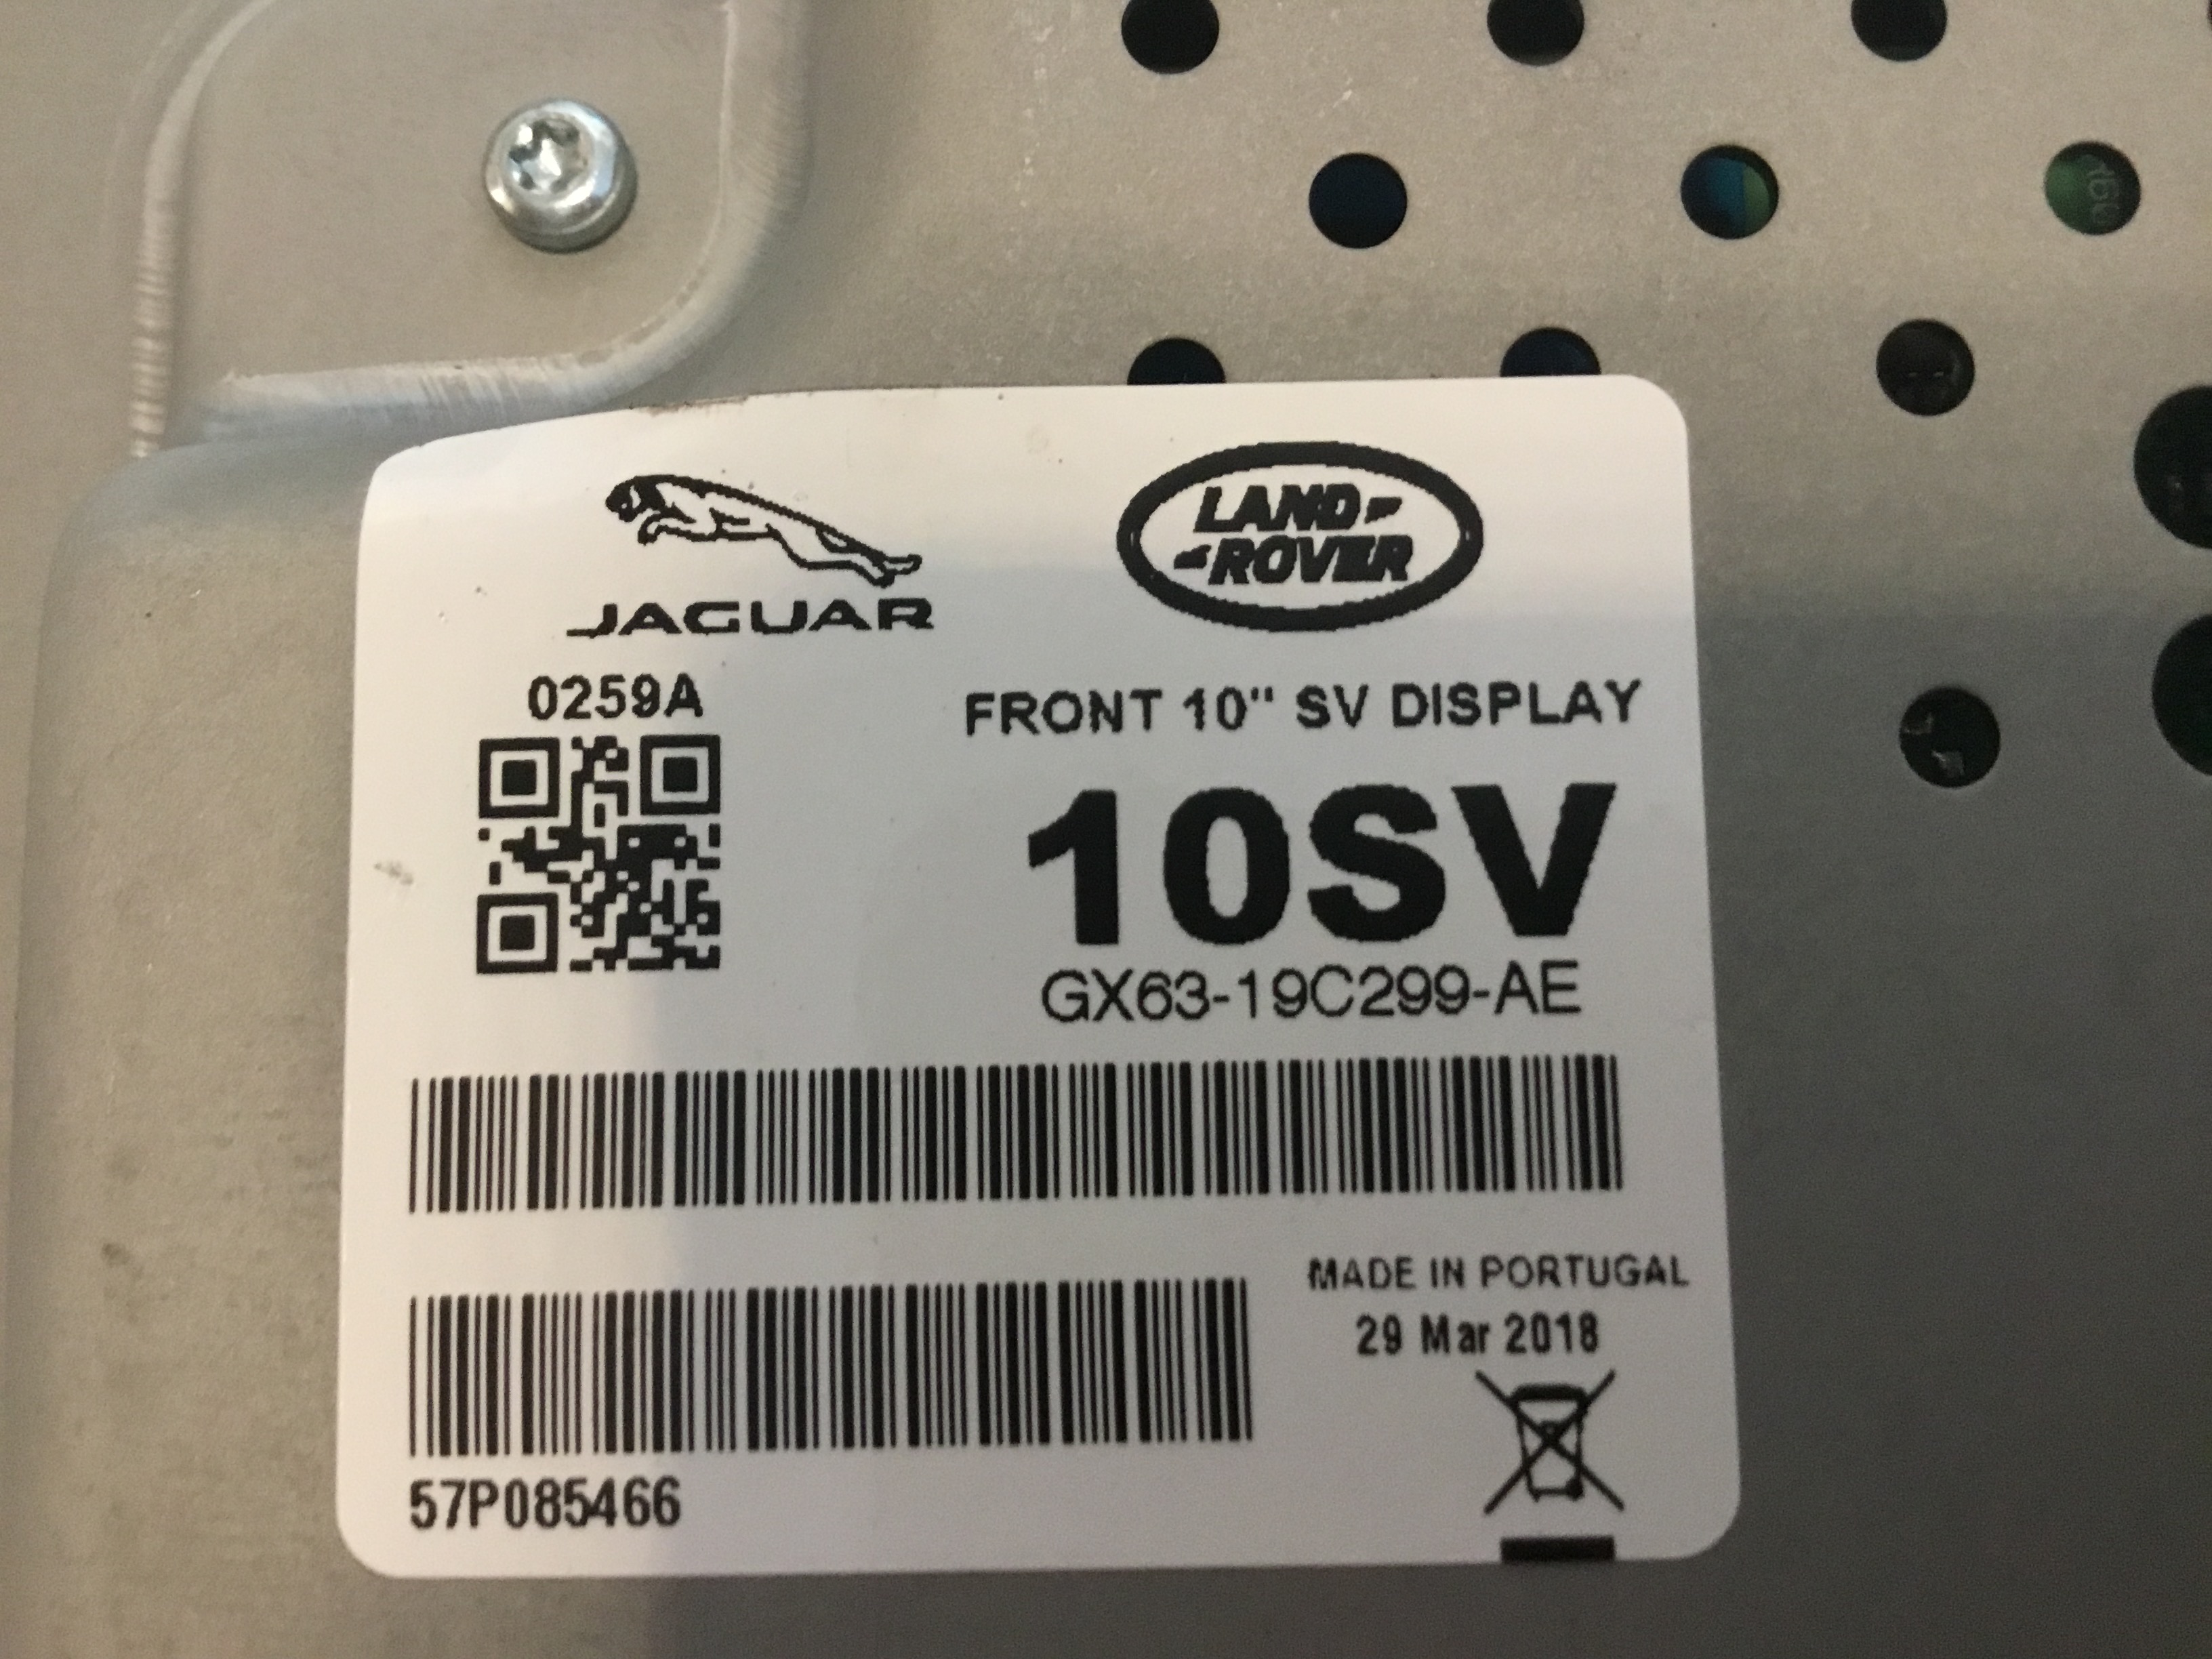 JAGUAR
LAND
ROVER
0259A
FRONT 10" SV DISPLAY
10SV
GX63-19C299-AE
MADE IN PORTUGAL
29 Mar 2018
57P085466